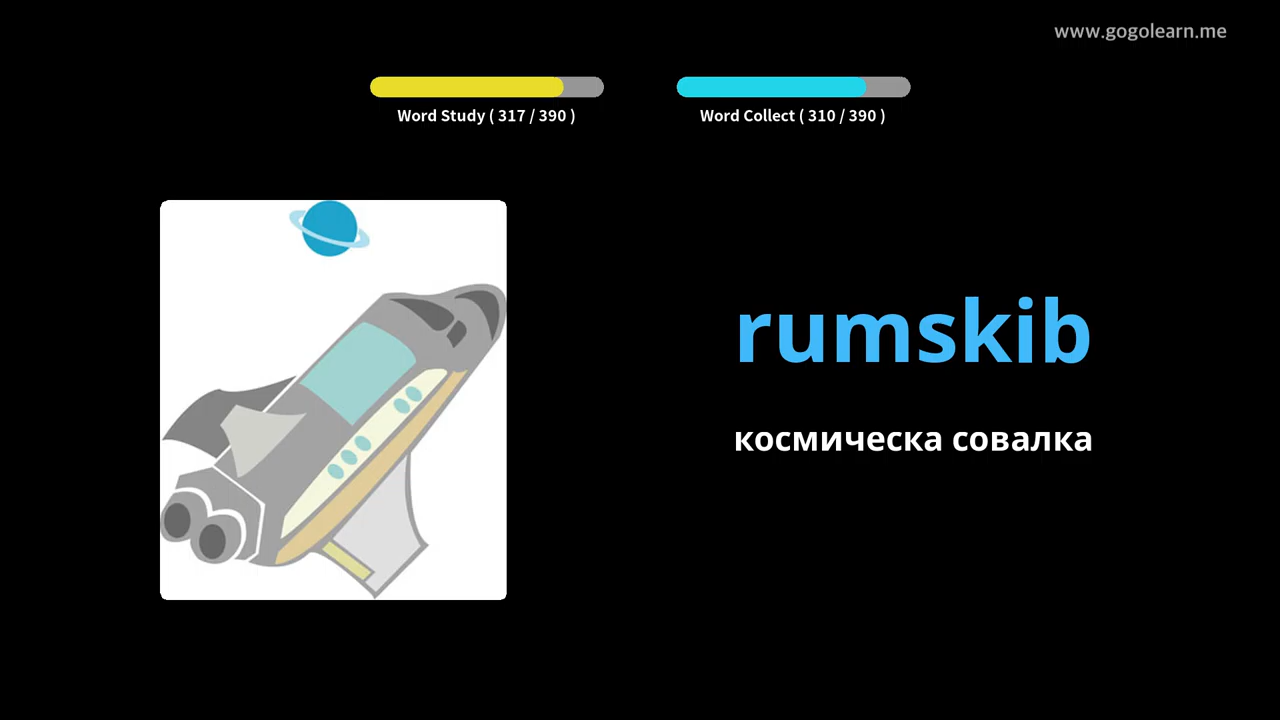 www.gogolearn.me
Word Study ( 317 / 390 )
Word Collect ( 310 / 390 )
rumskib
космическа совалка